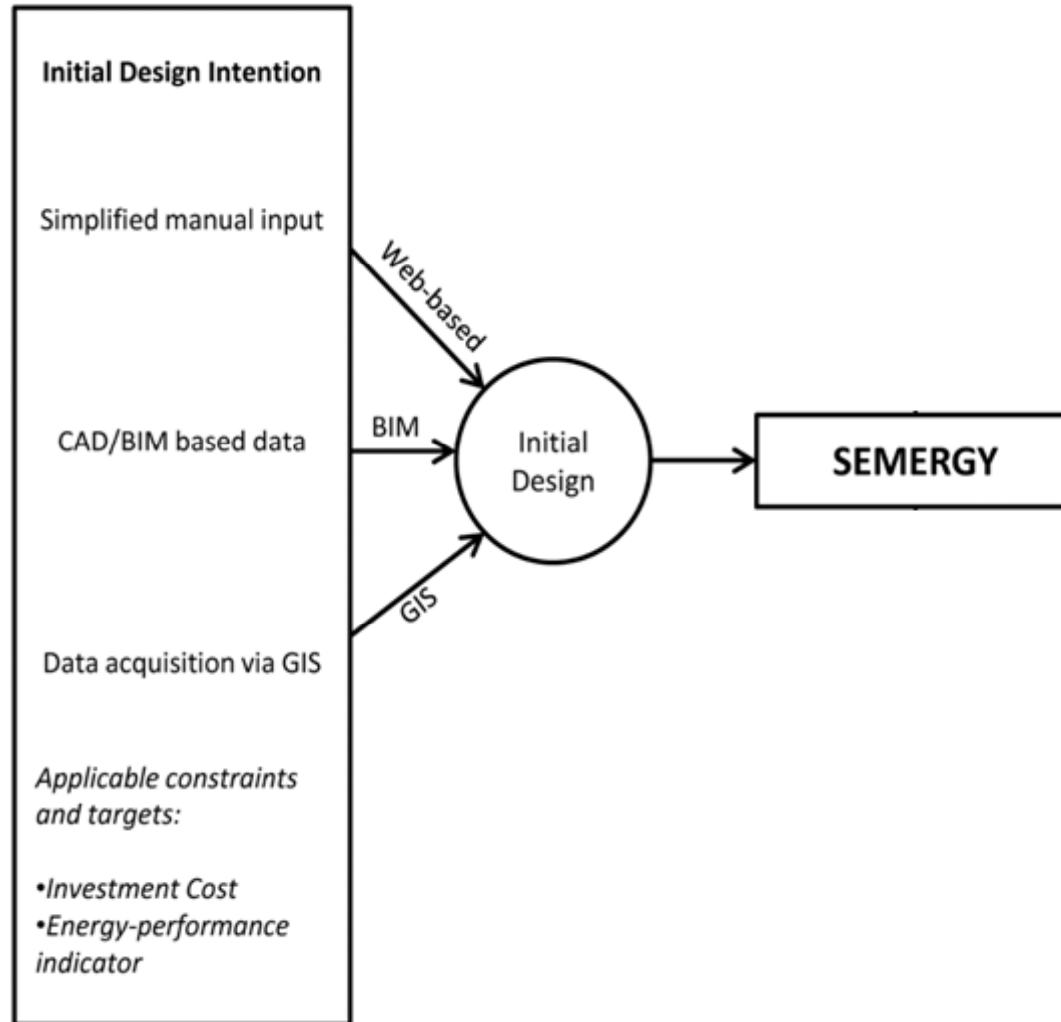 Initial Design Intention
Simplified manual input
Web-based
CAD/BIM based data
BIM
Initial
Design
SEMERGY
GIS
Data acquisition via GIS
Applicable constraints
and targets:
•Investment Cost
•Energy-performance
indicator